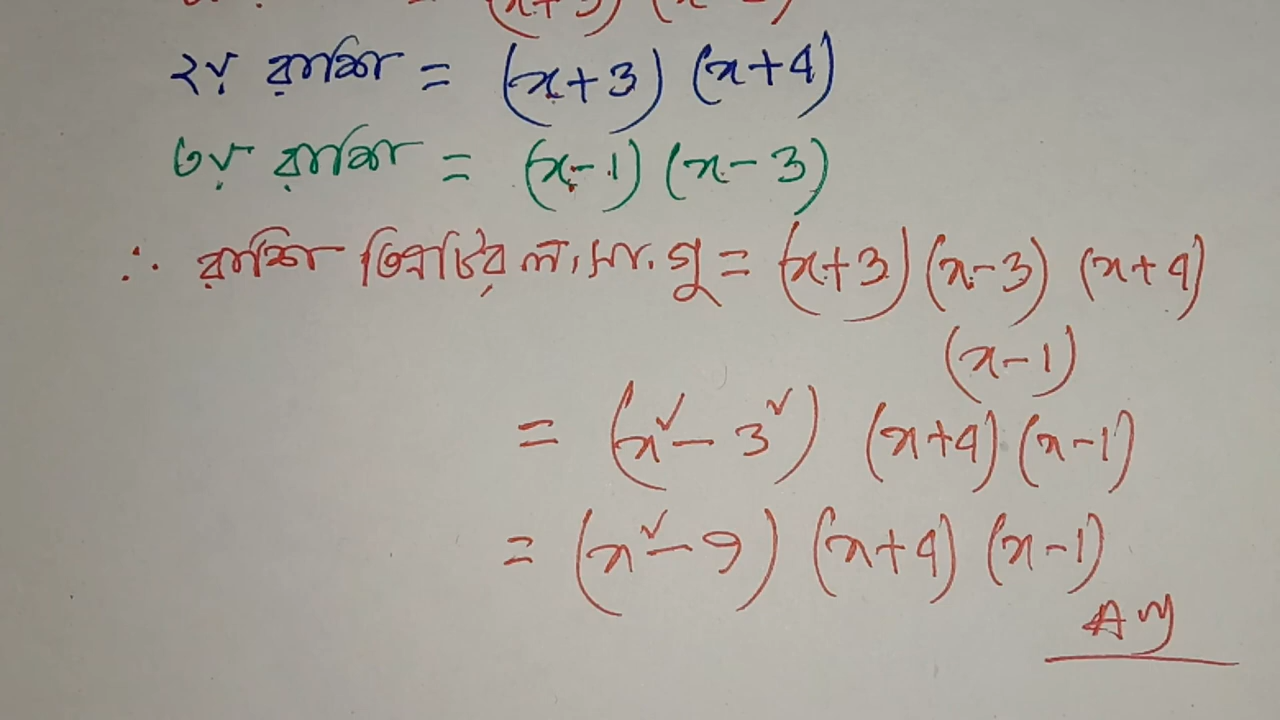 ২য় রাশি = (x+3) (x+4)
৩য় রাশি = (x-1) (x-3)
∴ রাশি তিনটির ল.সা.গু = (x+3) (x-3) (x+4)
(x-1)
= (x² - 3²) (x+4) (x-1)
= (x² - 9) (x+4) (x-1)
Ans